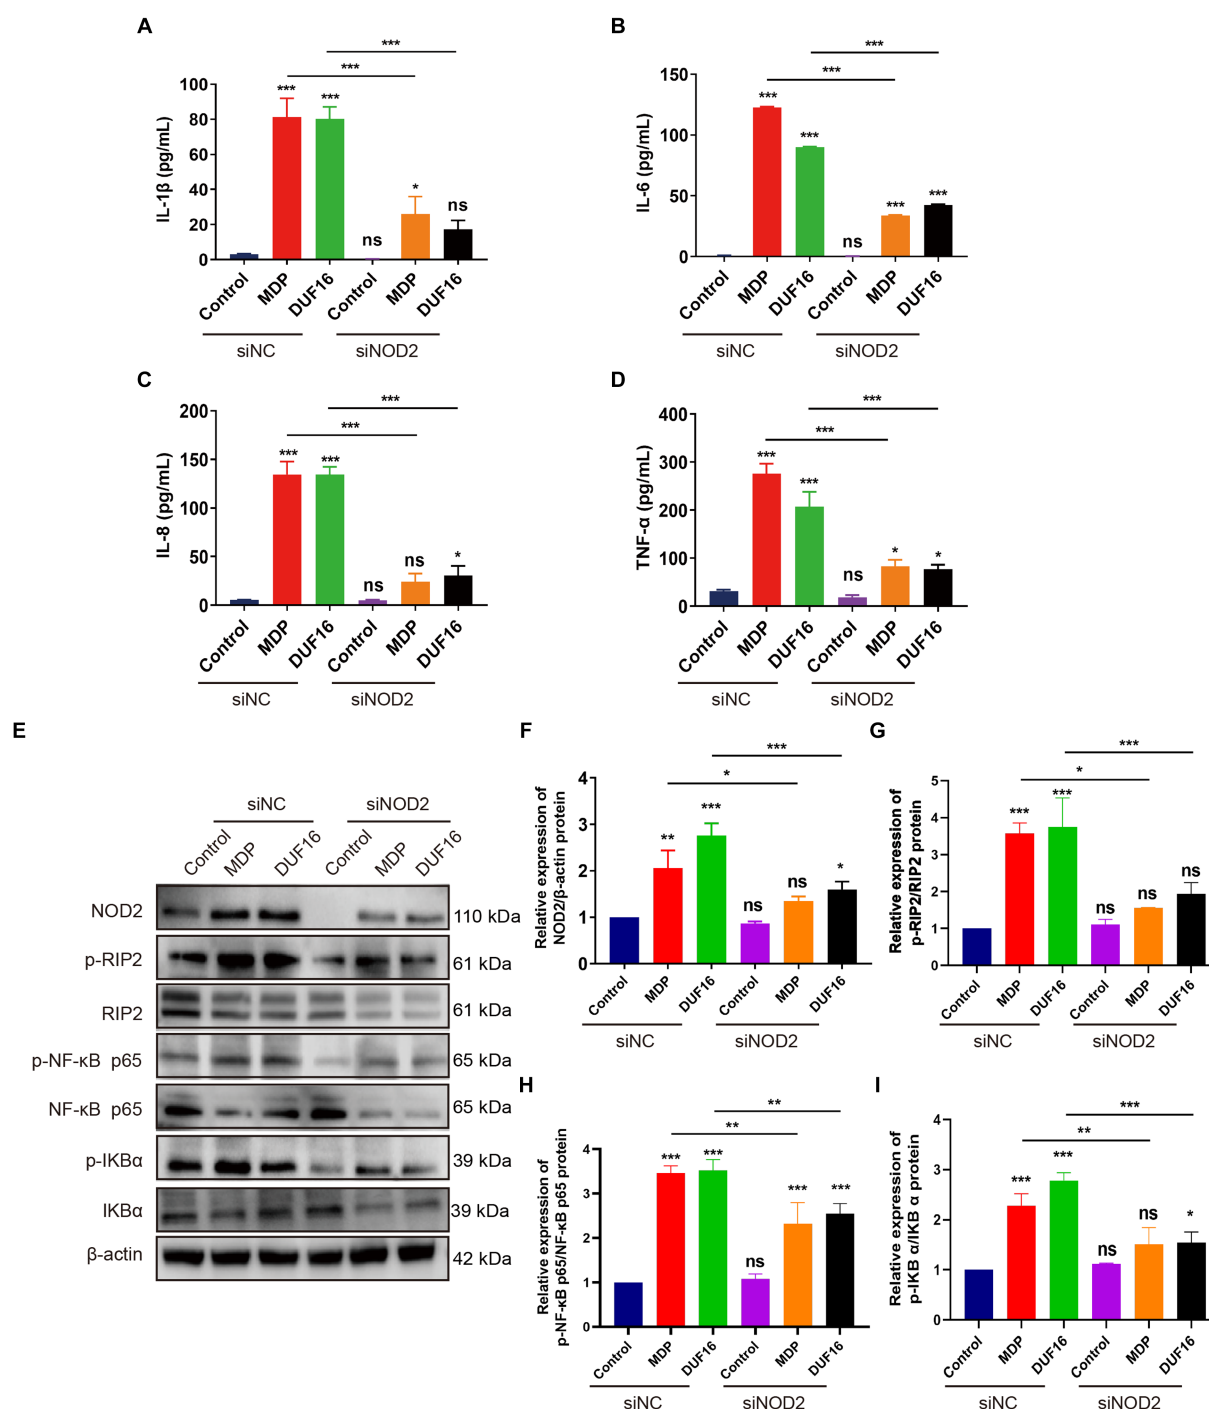 A
***
***
IL-1β (pg/mL)
100
80
60
40
20
0
***
***
ns
*
ns
Control
MDP
DUF16
Control
MDP
DUF16
siNC
siNOD2
B
***
***
IL-6 (pg/mL)
150
100
50
0
***
***
ns
***
***
Control
MDP
DUF16
Control
MDP
DUF16
siNC
siNOD2
C
***
***
IL-8 (pg/mL)
200
150
100
50
0
***
***
ns
ns
*
Control
MDP
DUF16
Control
MDP
DUF16
siNC
siNOD2
D
***
***
TNF-α (pg/mL)
400
300
200
100
0
***
***
ns
*
*
Control
MDP
DUF16
Control
MDP
DUF16
siNC
siNOD2
E
siNC
siNOD2
Control
MDP
DUF16
Control
MDP
DUF16
NOD2
110 kDa
p-RIP2
61 kDa
RIP2
61 kDa
p-NF-κB p65
65 kDa
NF-κB p65
65 kDa
p-IKBα
39 kDa
IKBα
39 kDa
β-actin
42 kDa
F
***
*
Relative expression of
NOD2/β-actin protein
4
3
2
1
0
**
***
ns
ns
*
Control
MDP
DUF16
Control
MDP
DUF16
siNC
siNOD2
G
***
*
Relative expression of
p-RIP2/RIP2 protein
5
4
3
2
1
0
***
***
ns
ns
ns
Control
MDP
DUF16
Control
MDP
DUF16
siNC
siNOD2
H
**
**
Relative expression of
p-NF-κB p65/NF-κB p65 protein
4
3
2
1
0
***
***
ns
***
***
Control
MDP
DUF16
Control
MDP
DUF16
siNC
siNOD2
I
***
**
Relative expression of
p-IKB α/IKB α protein
4
3
2
1
0
***
***
ns
ns
*
Control
MDP
DUF16
Control
MDP
DUF16
siNC
siNOD2